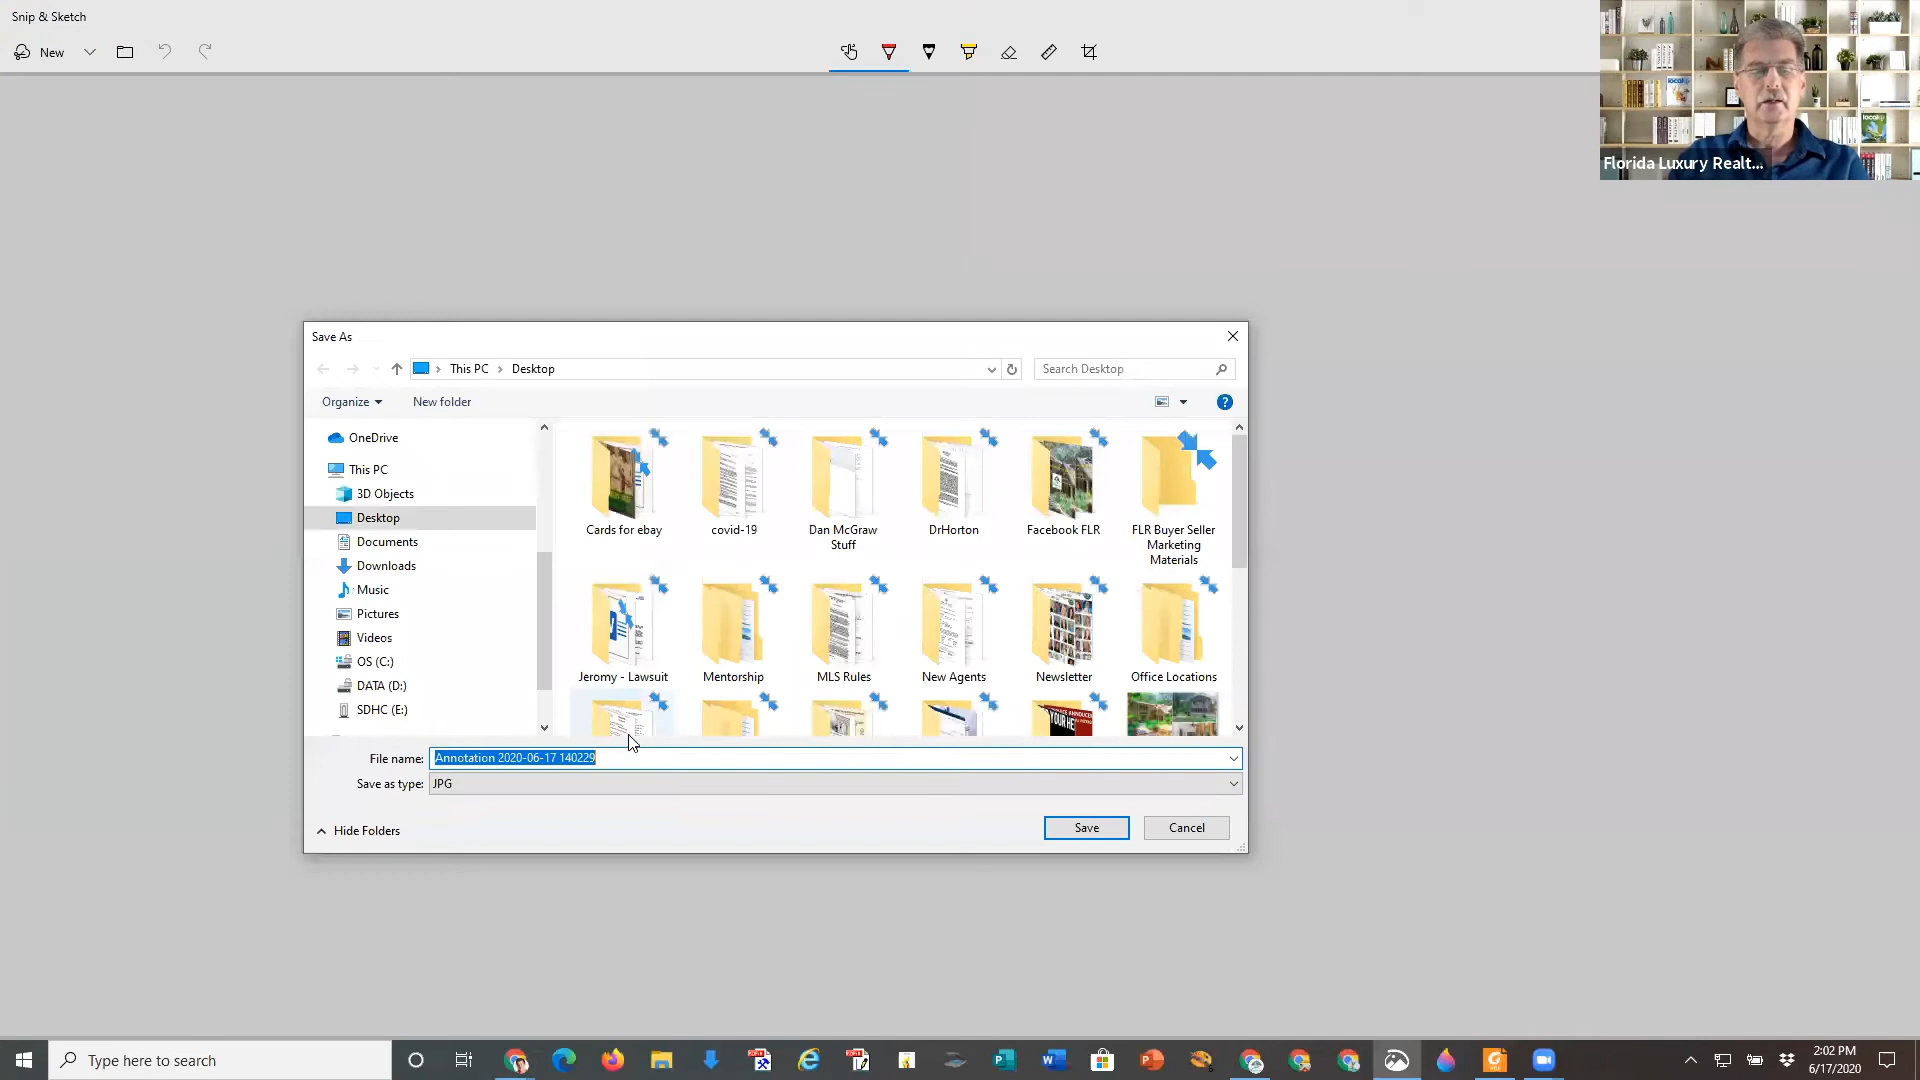 Snip & Sketch
New
Florida Luxury Realt...
local
local
Save As
This PC
Desktop
Search Desktop
Organize
New folder
OneDrive
This PC
3D Objects
Desktop
Documents
Downloads
Music
Pictures
Videos
OS (C:)
DATA (D:)
SDHC (E:)
Cards for ebay
covid-19
Dan McGraw
Stuff
DrHorton
Facebook FLR
FLR Buyer Seller
Marketing
Materials
Jeromy - Lawsuit
Mentorship
MLS Rules
New Agents
Newsletter
Office Locations
YOUR HE
File name: Annotation 2020-06-17 140229
Save as type: JPG
Hide Folders
Save
Cancel
Type here to search
2:02 PM
6/17/2020